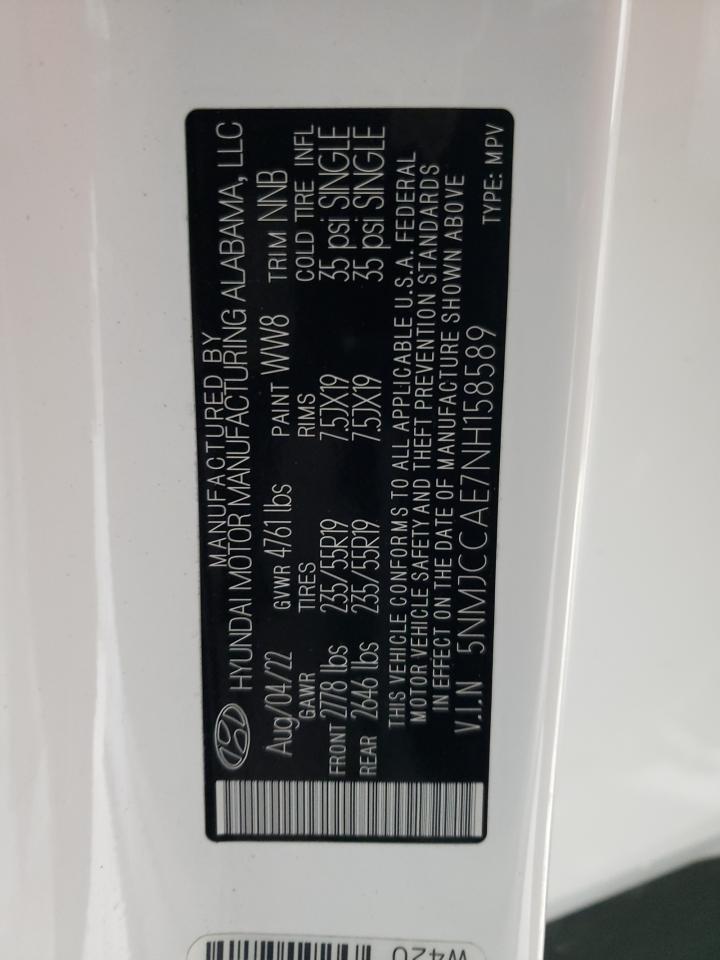 MANUFACTURED BY
HYUNDAI MOTOR MANUFACTURING ALABAMA, LLC
Aug/04/22 GVWR 4761 lbs PAINT WW8 TRIM NNB
GAWR TIRES RIMS COLD TIRE INFL
FRONT 2778 lbs 235/55R19 7.5JX19 35 psi SINGLE
REAR 2646 lbs 235/55R19 7.5JX19 35 psi SINGLE
THIS VEHICLE CONFORMS TO ALL APPLICABLE U.S.A. FEDERAL
MOTOR VEHICLE SAFETY AND THEFT PREVENTION STANDARDS
IN EFFECT ON THE DATE OF MANUFACTURE SHOWN ABOVE
V.I.N 5NMJCCAE7NH158589 TYPE: MPV
W420